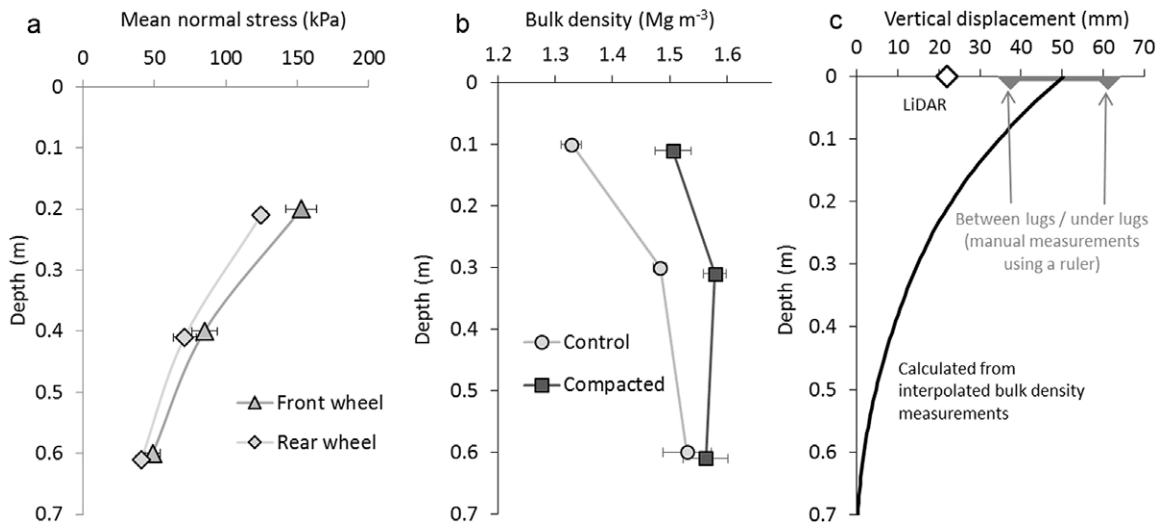 a
Mean normal stress (kPa)
0 50 100 150 200
0
0.1
0.2
0.3
0.4
0.5
0.6
0.7
Depth (m)
Front wheel
Rear wheel
b
Bulk density (Mg m⁻³)
1.2 1.3 1.4 1.5 1.6
0
0.1
0.2
0.3
0.4
0.5
0.6
0.7
Depth (m)
Control
Compacted
c
Vertical displacement (mm)
0 10 20 30 40 50 60 70
0
0.1
0.2
0.3
0.4
0.5
0.6
0.7
Depth (m)
LiDAR
Between lugs / under lugs
(manual measurements
using a ruler)
Calculated from
interpolated bulk density
measurements